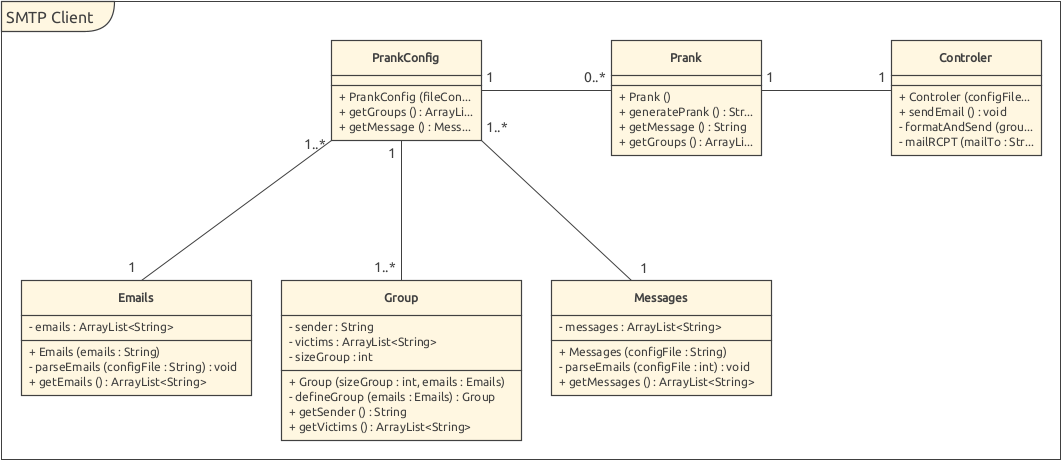 SMTP Client
PrankConfig
+ PrankConfig (fileCon...
+ getGroups () : ArrayLi...
+ getMessage () : Mess...
1
0..*
Prank
+ Prank ()
+ generatePrank () : Str...
+ getMessage () : String
+ getGroups () : ArrayLi...
1
1
Controler
+ Controler (configFile...
+ sendEmail () : void
- formatAndSend (grou...
- mailRCPT (mailTo : Str...
1..*
1
1..*
1
1..*
1
Emails
- emails : ArrayList<String>
+ Emails (emails : String)
- parseEmails (configFile : String) : void
+ getEmails () : ArrayList<String>
Group
- sender : String
- victims : ArrayList<String>
- sizeGroup : int
+ Group (sizeGroup : int, emails : Emails)
- defineGroup (emails : Emails) : Group
+ getSender () : String
+ getVictims () : ArrayList<String>
Messages
- messages : ArrayList<String>
+ Messages (configFile : String)
- parseEmails (configFile : int) : void
+ getMessages () : ArrayList<String>